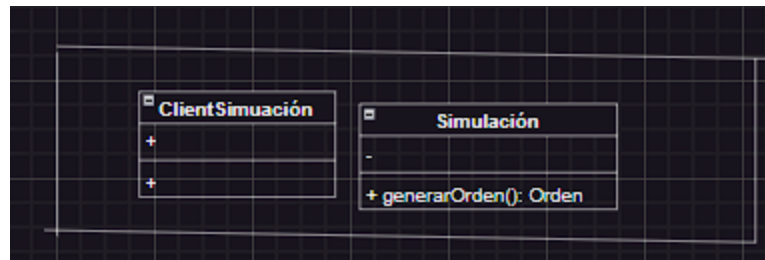 ClientSimuación
+
+
Simulación
-
+ generarOrden(): Orden